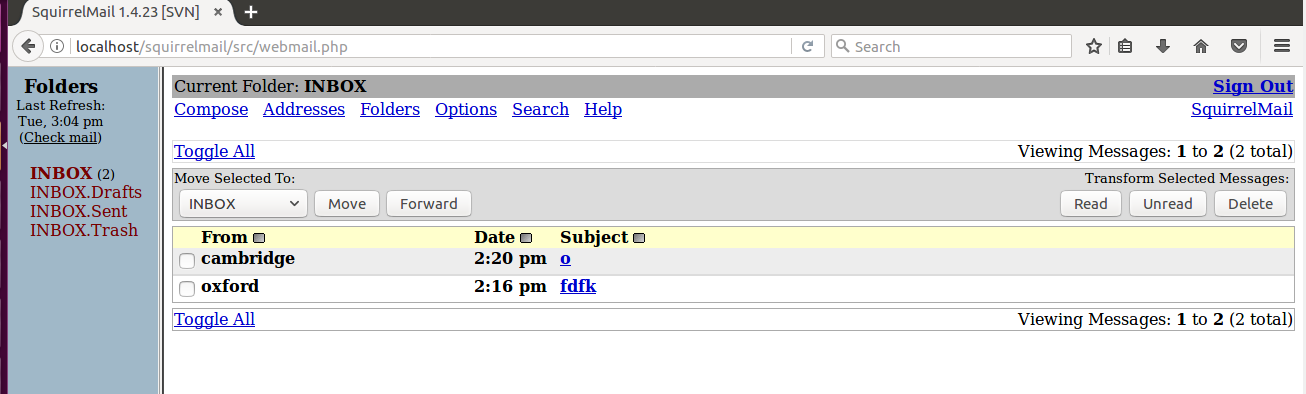 SquirrelMail 1.4.23 [SVN]
localhost/squirrelmail/src/webmail.php
Search
Folders
Last Refresh:
Tue, 3:04 pm
(Check mail)
INBOX (2)
INBOX.Drafts
INBOX.Sent
INBOX.Trash
Current Folder: INBOX Sign Out
Compose Addresses Folders Options Search Help SquirrelMail
Toggle All Viewing Messages: 1 to 2 (2 total)
Move Selected To: Transform Selected Messages:
INBOX Move Forward Read Unread Delete
From Date Subject
cambridge 2:20 pm o
oxford 2:16 pm fdfk
Toggle All Viewing Messages: 1 to 2 (2 total)